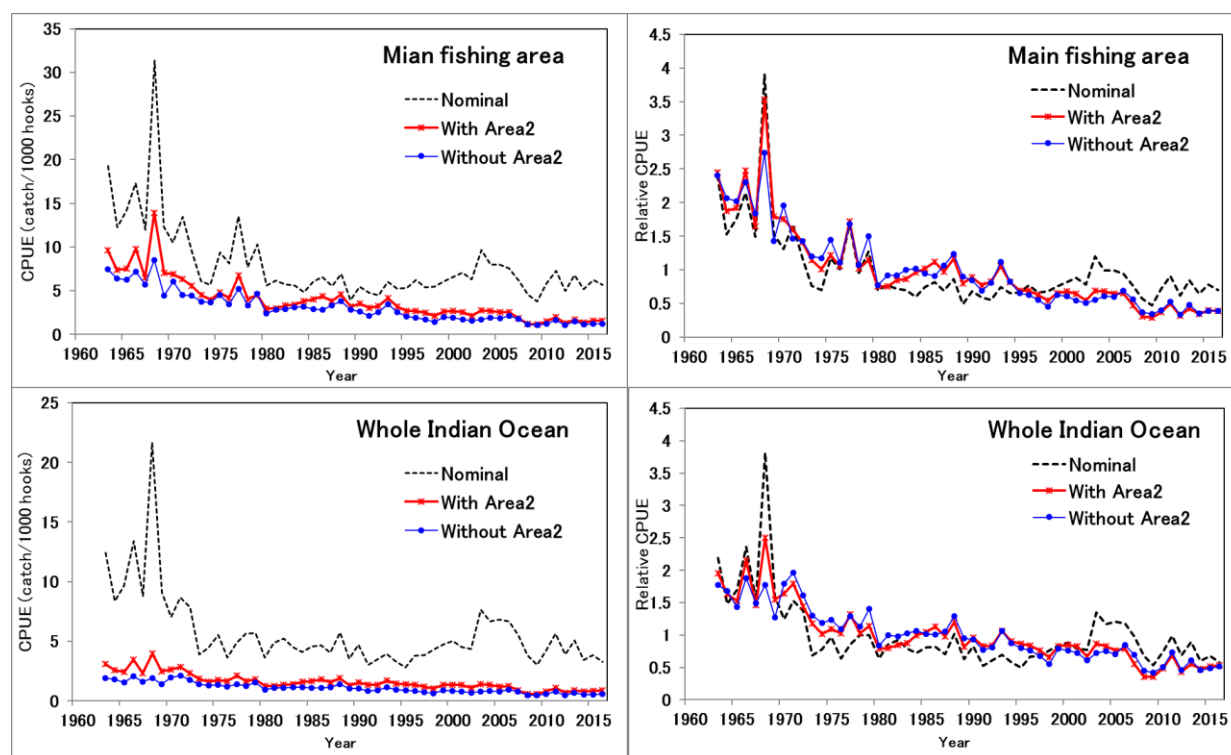 Mian fishing area
Nominal
With Area2
Without Area2
CPUE (catch/1000 hooks)
35
30
25
20
15
10
5
0
1960 1965 1970 1975 1980 1985 1990 1995 2000 2005 2010 2015
Year
Main fishing area
Nominal
With Area2
Without Area2
Relative CPUE
4.5
4
3.5
3
2.5
2
1.5
1
0.5
0
1960 1965 1970 1975 1980 1985 1990 1995 2000 2005 2010 2015
Year
Whole Indian Ocean
Nominal
With Area2
Without Area2
CPUE (catch/1000 hooks)
25
20
15
10
5
0
1960 1965 1970 1975 1980 1985 1990 1995 2000 2005 2010 2015
Year
Whole Indian Ocean
Nominal
With Area2
Without Area2
Relative CPUE
4.5
4
3.5
3
2.5
2
1.5
1
0.5
0
1960 1965 1970 1975 1980 1985 1990 1995 2000 2005 2010 2015
Year